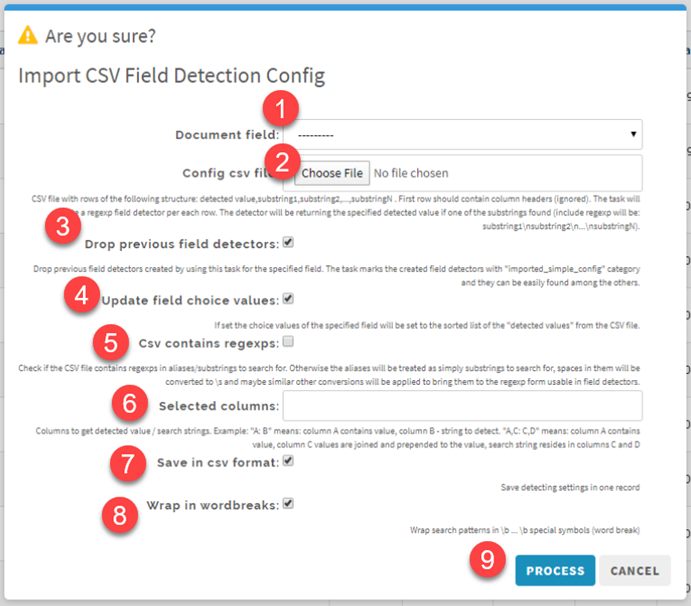 Are you sure?
Import CSV Field Detection Config
1
Document field: ---------
2
Config csv file: Choose File No file chosen
CSV file with rows of the following structure: detected value,substring1,substring2,...,substringN . First row should contain column headers (ignored). The task will
a regexp field detector per each row. The detector will be returning the specified detected value if one of the substrings found (include regexp will be:
substring1\nsubstring2\n...\nsubstringN).
3
Drop previous field detectors:
Drop previous field detectors created by using this task for the specified field. The task marks the created field detectors with "imported_simple_config" category
and they can be easily found among the others.
4
Update field choice values:
If set the choice values of the specified field will be set to the sorted list of the "detected values" from the CSV file.
5
Csv contains regexps:
Check if the CSV file contains regexps in aliases/substrings to search for. Otherwise the aliases will be treated as simply substrings to search for, spaces in them will be
converted to \s and maybe similar other conversions will be applied to bring them to the regexp form usable in field detectors.
6
Selected columns:
Columns to get detected value / search strings. Example: "A: B" means: column A contains value, column B - string to detect. "A,C: C,D" means: column A contains
value, column C values are joined and prepended to the value, search string resides in columns C and D
7
Save in csv format:
Save detecting settings in one record
8
Wrap in wordbreaks:
Wrap search patterns in \b ... \b special symbols (word break)
9
PROCESS CANCEL